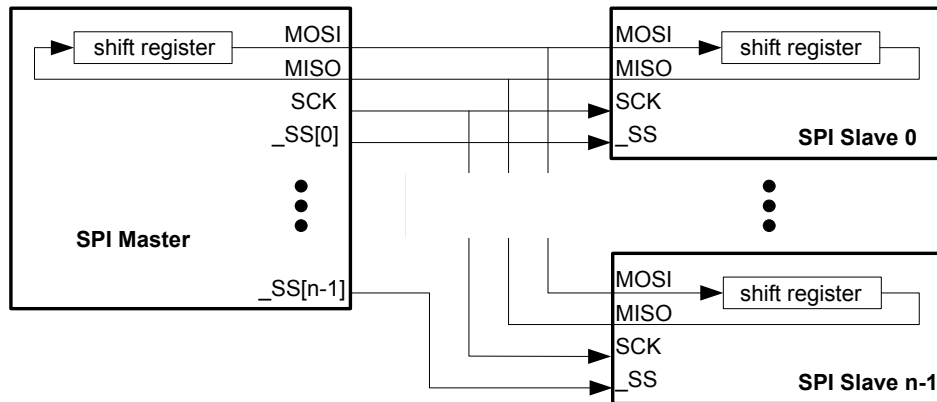 shift register
MOSI
MISO
SCK
_SS[0]
SPI Master
_SS[n-1]
MOSI
shift register
MISO
SCK
_SS
SPI Slave 0
MOSI
shift register
MISO
SCK
_SS
SPI Slave n-1